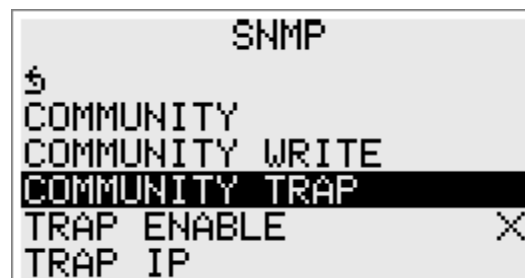 SNMP
COMMUNITY
COMMUNITY WRITE
COMMUNITY TRAP
TRAP ENABLE X
TRAP IP